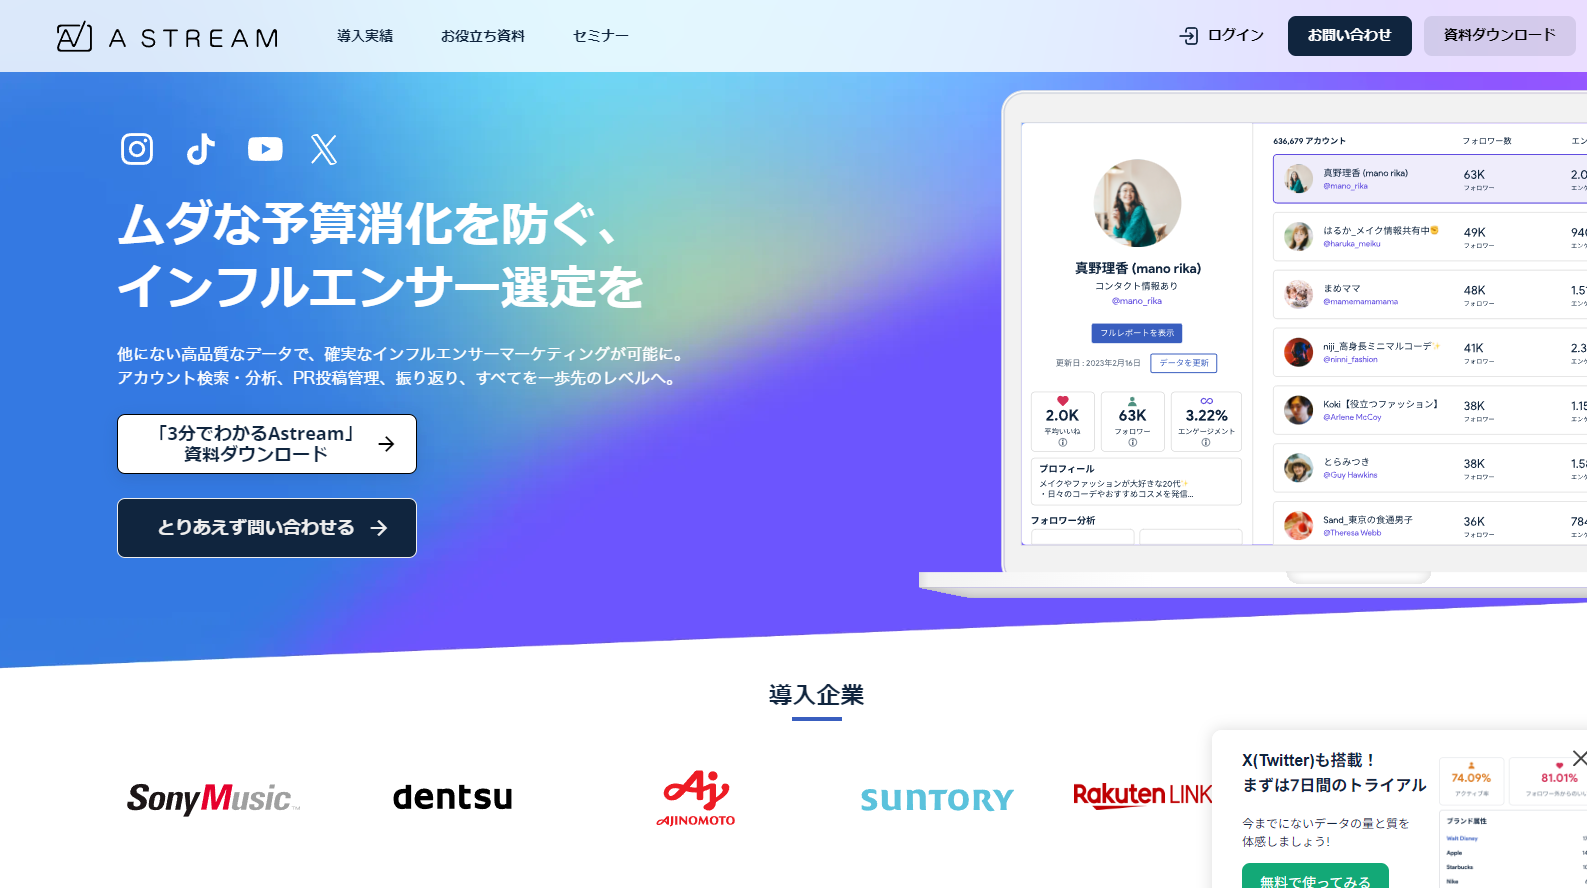 A STREAM
導入実績
お役立ち資料
セミナー
ログイン
お問い合わせ
資料ダウンロード
ムダな予算消化を防ぐ、
インフルエンサー選定を
他にない高品質なデータで、確実なインフルエンサーマーケティングが可能に。
アカウント検索・分析、PR投稿管理、振り返り、すべてを一歩先のレベルへ。
「3分でわかるAstream」
資料ダウンロード
とりあえず問い合わせる
真野理香 (mano rika)
コンタクト情報あり
@mano_rika
フルレポートを表示
更新日 : 2023年2月16日
データを更新
2.0K
平均いいね
63K
フォロワー
3.22%
エンゲージメント
プロフィール
メイクやファッションが大好きな20代
・日々のコーデやおすすめコスメを発信...
フォロワー分析
636,679 アカウント
フォロワー数
エン
真野理香 (mano rika)
@mano_rika
63K
フォロワー
2.0
エン
はるか_メイク情報共有中✊
@haruka_meiku
49K
フォロワー
940
エン
まめママ
@mamemamamama
48K
フォロワー
1.5
エン
niji_高身長ミニマルコーデ✨
@ninni_fashion
41K
フォロワー
2.3
エン
Koki【役立つファッション】
@Arlene McCoy
38K
フォロワー
1.15
エン
とらみつき
@Guy Hawkins
38K
フォロワー
1.5
エン
Sand_東京の食通男子
@Theresa Webb
36K
フォロワー
784
エン
導入企業
Sony Music
dentsu
Aj
AJINOMOTO
SUNTORY
Rakuten LINK
X(Twitter)も搭載！
まずは7日間のトライアル
今までにないデータの量と質を
体感しましょう!
無料で使ってみる
74.09%
アクティブ率
81.01%
フォロワー外からのいい
ブランド属性
Walt Disney
Apple
Starbucks
Nike